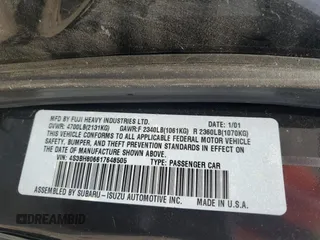 MFD BY FUJI HEAVY INDUSTRIES LTD. DATE: 1/01
GVWR: 4700LB(2131KG) GAWR:F 2340LB(1061KG) R 2360LB(1070KG)
THIS VEHICLE CONFORMS TO ALL APPLICABLE FEDERAL MOTOR VEHICLE
SAFETY, BUMPER, AND THEFT PREVENTION STANDARDS IN EFFECT ON
THE DATE OF MANUFACTURE SHOWN ABOVE.
VIN: 4S3BH806617648505 TYPE: PASSENGER CAR
ASSEMBLED BY SUBARU-ISUZU AUTOMOTIVE INC. MADE IN U.S.A.
DREAMBID